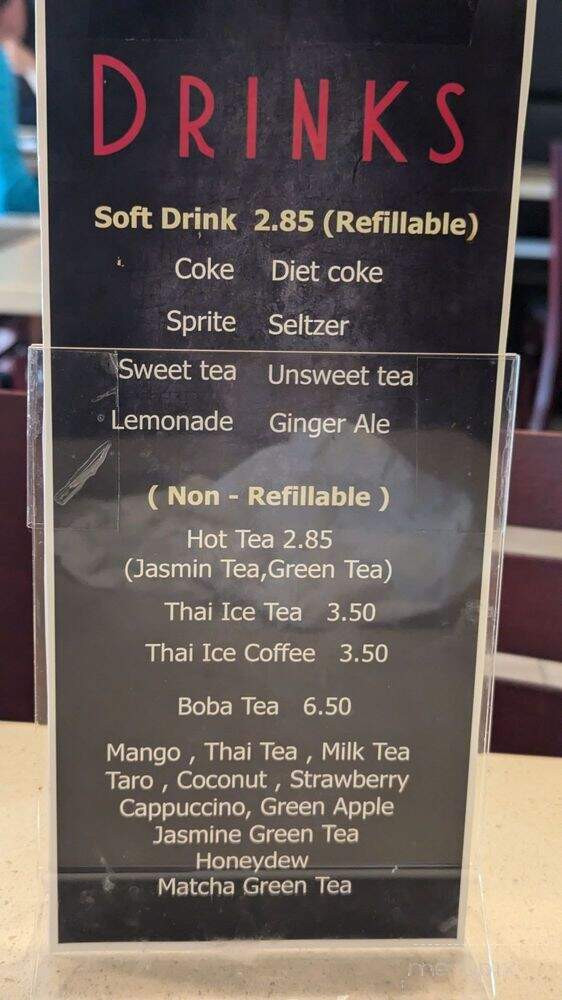 DRINKS
Soft Drink 2.85 (Refillable)
Coke Diet coke
Sprite Seltzer
Sweet tea Unsweet tea
Lemonade Ginger Ale
( Non - Refillable )
Hot Tea 2.85
(Jasmin Tea,Green Tea)
Thai Ice Tea 3.50
Thai Ice Coffee 3.50
Boba Tea 6.50
Mango , Thai Tea , Milk Tea
Taro , Coconut , Strawberry
Cappuccino, Green Apple
Jasmine Green Tea
Honeydew
Matcha Green Tea